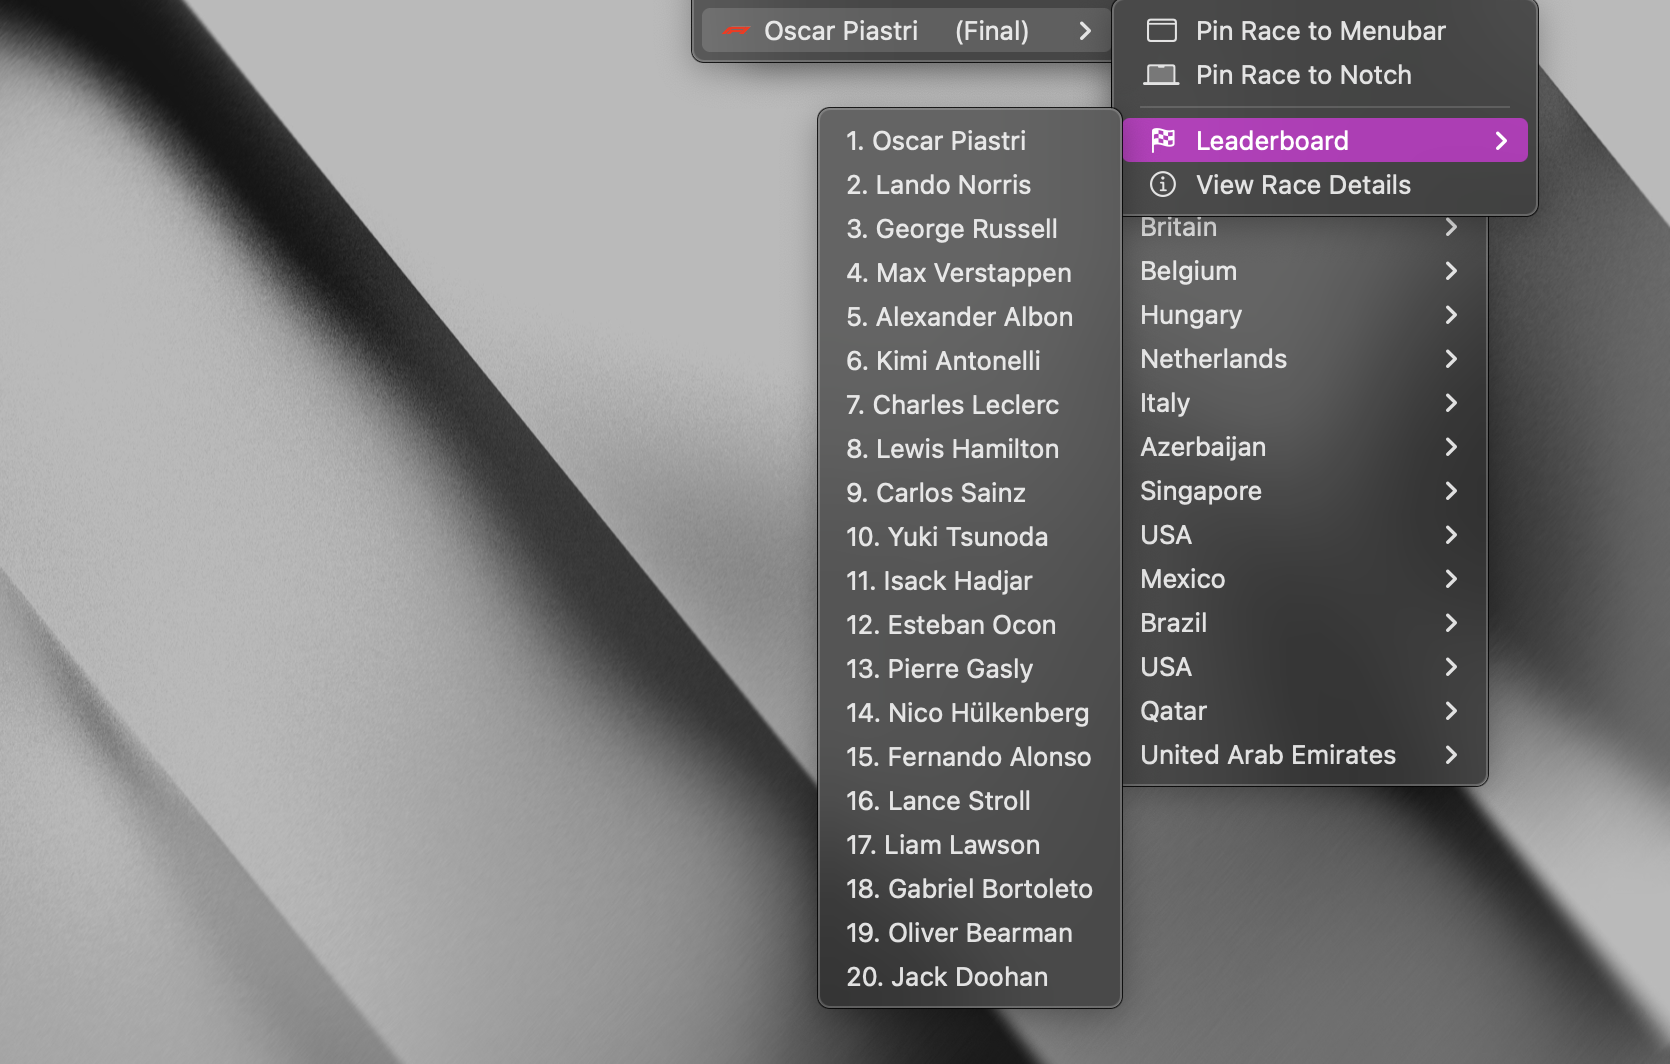 Oscar Piastri (Final)
Pin Race to Menubar
Pin Race to Notch
Leaderboard
View Race Details
1. Oscar Piastri
2. Lando Norris
3. George Russell
4. Max Verstappen
5. Alexander Albon
6. Kimi Antonelli
7. Charles Leclerc
8. Lewis Hamilton
9. Carlos Sainz
10. Yuki Tsunoda
11. Isack Hadjar
12. Esteban Ocon
13. Pierre Gasly
14. Nico Hülkenberg
15. Fernando Alonso
16. Lance Stroll
17. Liam Lawson
18. Gabriel Bortoleto
19. Oliver Bearman
20. Jack Doohan
Britain
Belgium
Hungary
Netherlands
Italy
Azerbaijan
Singapore
USA
Mexico
Brazil
USA
Qatar
United Arab Emirates